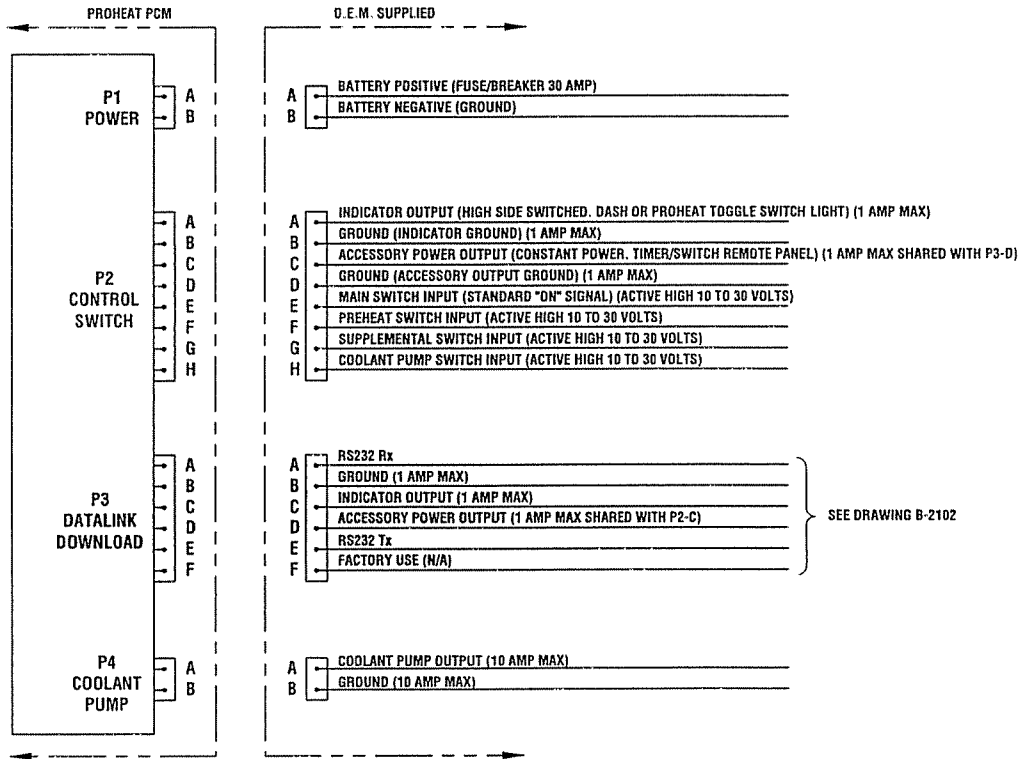 PROHEAT PCM
O.E.M. SUPPLIED
P1
POWER
A
B
A
B
BATTERY POSITIVE (FUSE/BREAKER 30 AMP)
BATTERY NEGATIVE (GROUND)
P2
CONTROL
SWITCH
A
B
C
D
E
F
G
H
A
B
C
D
E
F
G
H
INDICATOR OUTPUT (HIGH SIDE SWITCHED. DASH OR PROHEAT TOGGLE SWITCH LIGHT) (1 AMP MAX)
GROUND (INDICATOR GROUND) (1 AMP MAX)
ACCESSORY POWER OUTPUT (CONSTANT POWER. TIMER/SWITCH REMOTE PANEL) (1 AMP MAX SHARED WITH P3-D)
GROUND (ACCESSORY OUTPUT GROUND) (1 AMP MAX)
MAIN SWITCH INPUT (STANDARD "ON" SIGNAL) (ACTIVE HIGH 10 TO 30 VOLTS)
PREHEAT SWITCH INPUT (ACTIVE HIGH 10 TO 30 VOLTS)
SUPPLEMENTAL SWITCH INPUT (ACTIVE HIGH 10 TO 30 VOLTS)
COOLANT PUMP SWITCH INPUT (ACTIVE HIGH 10 TO 30 VOLTS)
P3
DATALINK
DOWNLOAD
A
B
C
D
E
F
A
B
C
D
E
F
RS232 Rx
GROUND (1 AMP MAX)
INDICATOR OUTPUT (1 AMP MAX)
ACCESSORY POWER OUTPUT (1 AMP MAX SHARED WITH P2-C)
RS232 Tx
FACTORY USE (N/A)
SEE DRAWING B-2102
P4
COOLANT
PUMP
A
B
A
B
COOLANT PUMP OUTPUT (10 AMP MAX)
GROUND (10 AMP MAX)